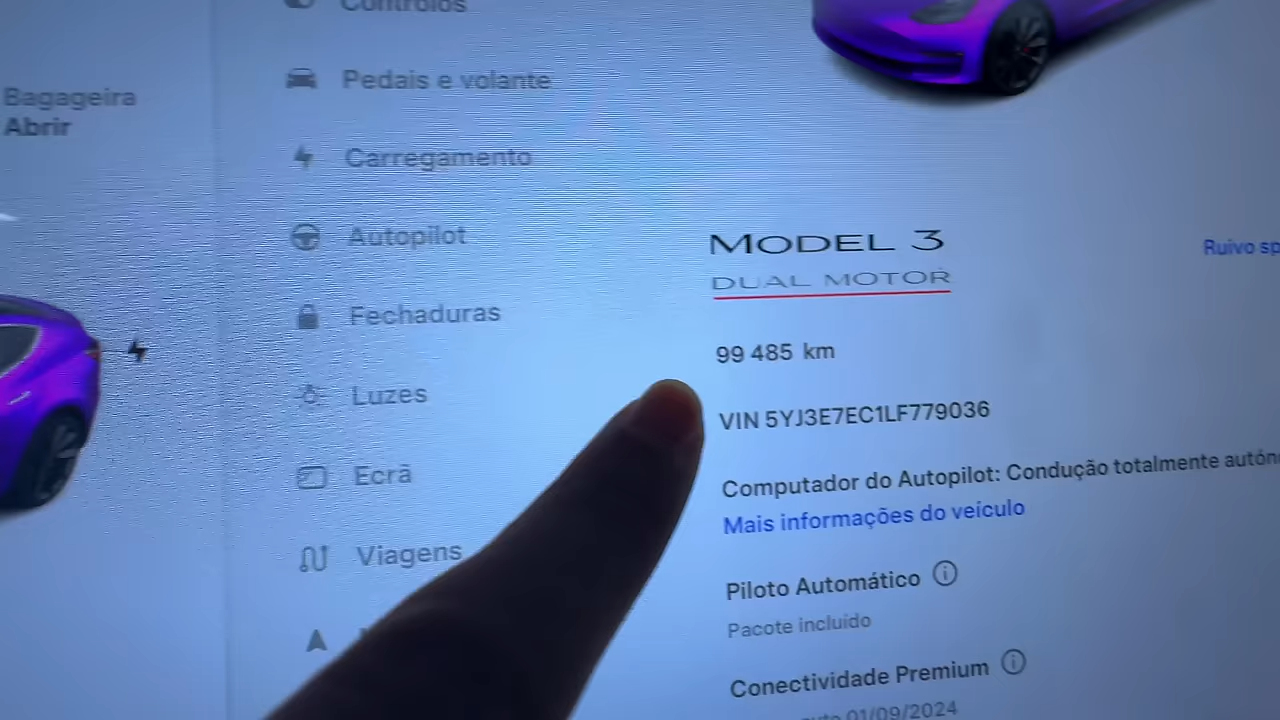 Controlos
Pedais e volante
Bagageira
Abrir
Carregamento
Autopilot
Fechaduras
Luzes
Ecrã
Viagens
MODEL 3
DUAL MOTOR
Ruivo sp
99 485 km
VIN 5YJ3E7EC1LF779036
Computador do Autopilot: Condução totalmente autón
Mais informações do veículo
Piloto Automático
Pacote incluído
Conectividade Premium
01/09/2024